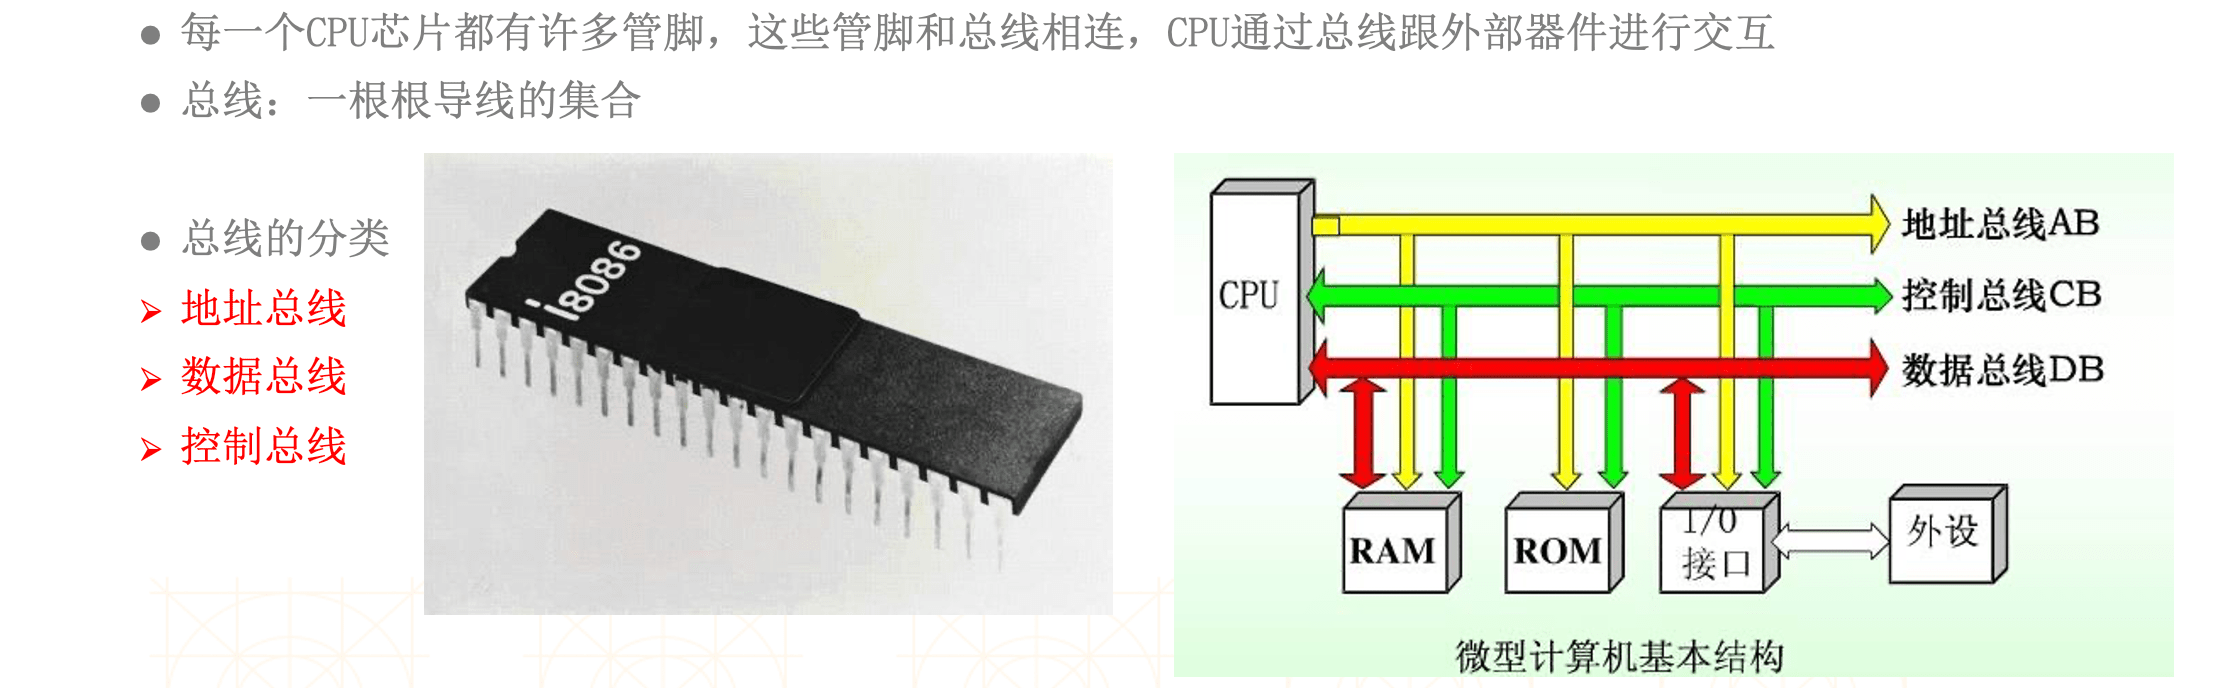 每一个CPU芯片都有许多管脚，这些管脚和总线相连，CPU通过总线跟外部器件进行交互
总线：一根根导线的集合
总线的分类
地址总线
数据总线
控制总线
i8086
CPU
地址总线AB
控制总线CB
数据总线DB
RAM
ROM
I/O
接口
外设
微型计算机基本结构